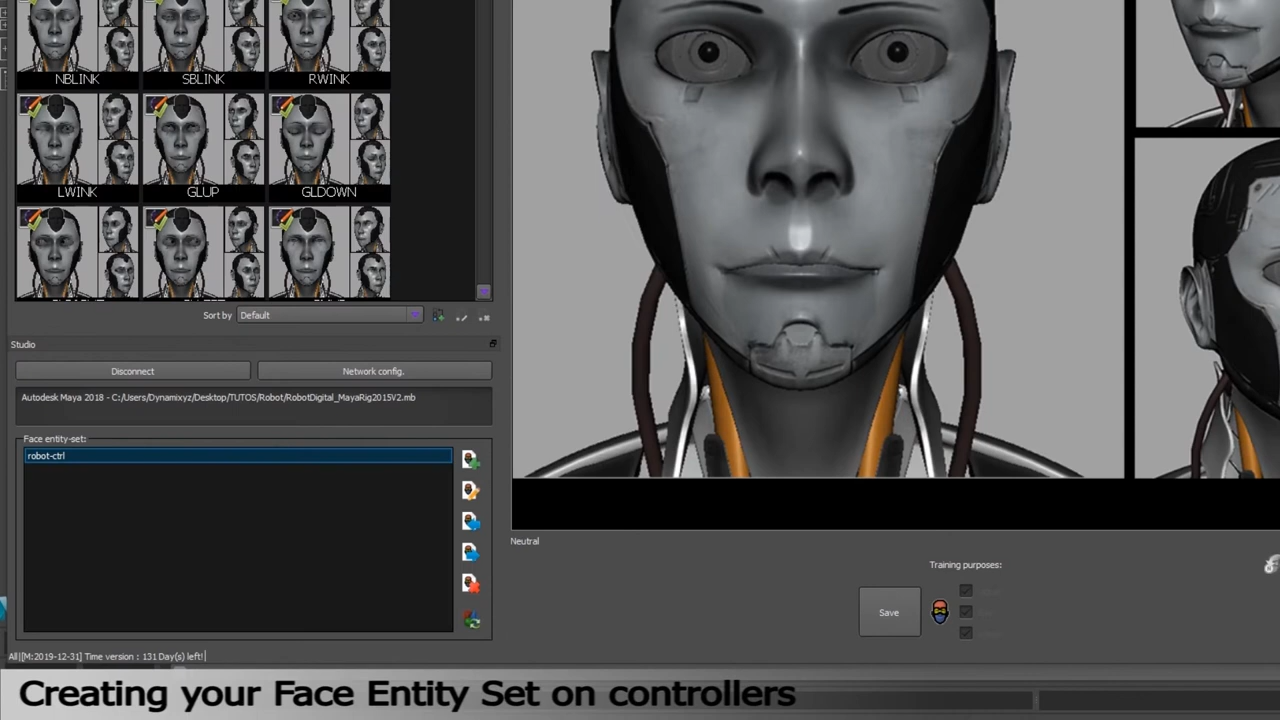 NBLINK
SBLINK
RWINK
LWINK
GLUP
GLDOWN
Sort by
Default
Studio
Disconnect
Network config.
Autodesk Maya 2018 - C:/Users/Dynamixyz/Desktop/TUTOS/Robot/RobotDigital_MayaRig2015V2.mb
Face entity-set:
robot-ctrl
Neutral
Training purposes:
Save
All|[M:2019-12-31] Time version : 131 Day(s) left!
Creating your Face Entity Set on controllers